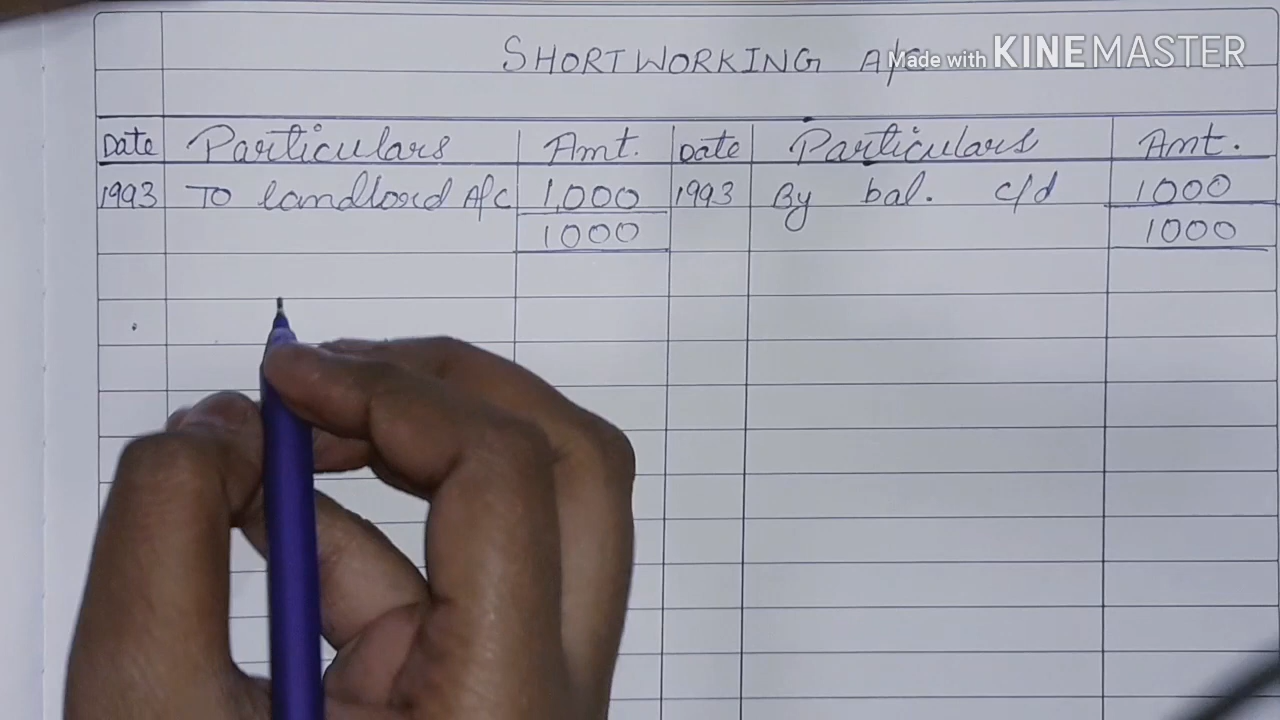 SHORTWORKING A/C
Made with KINEMASTER
Date Particulars Amt. Date Particulars Amt.
1993 To landlord A/C 1,000 1993 By bal. c/d 1000
1000 1000